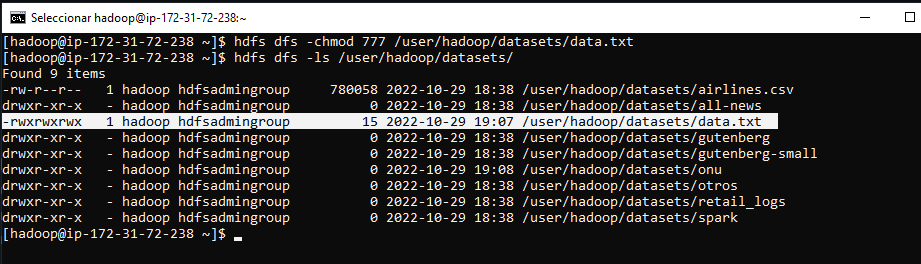 Seleccionar hadoop@ip-172-31-72-238:~
[hadoop@ip-172-31-72-238 ~]$ hdfs dfs -chmod 777 /user/hadoop/datasets/data.txt
[hadoop@ip-172-31-72-238 ~]$ hdfs dfs -ls /user/hadoop/datasets/
Found 9 items
-rw-r--r--   1 hadoop hdfsadmingroup     780058 2022-10-29 18:38 /user/hadoop/datasets/airlines.csv
drwxr-xr-x   - hadoop hdfsadmingroup          0 2022-10-29 18:38 /user/hadoop/datasets/all-news
-rwxrwxrwx   1 hadoop hdfsadmingroup         15 2022-10-29 19:07 /user/hadoop/datasets/data.txt
drwxr-xr-x   - hadoop hdfsadmingroup          0 2022-10-29 18:38 /user/hadoop/datasets/gutenberg
drwxr-xr-x   - hadoop hdfsadmingroup          0 2022-10-29 18:38 /user/hadoop/datasets/gutenberg-small
drwxr-xr-x   - hadoop hdfsadmingroup          0 2022-10-29 19:08 /user/hadoop/datasets/onu
drwxr-xr-x   - hadoop hdfsadmingroup          0 2022-10-29 18:38 /user/hadoop/datasets/otros
drwxr-xr-x   - hadoop hdfsadmingroup          0 2022-10-29 18:38 /user/hadoop/datasets/retail_logs
drwxr-xr-x   - hadoop hdfsadmingroup          0 2022-10-29 18:38 /user/hadoop/datasets/spark
[hadoop@ip-172-31-72-238 ~]$